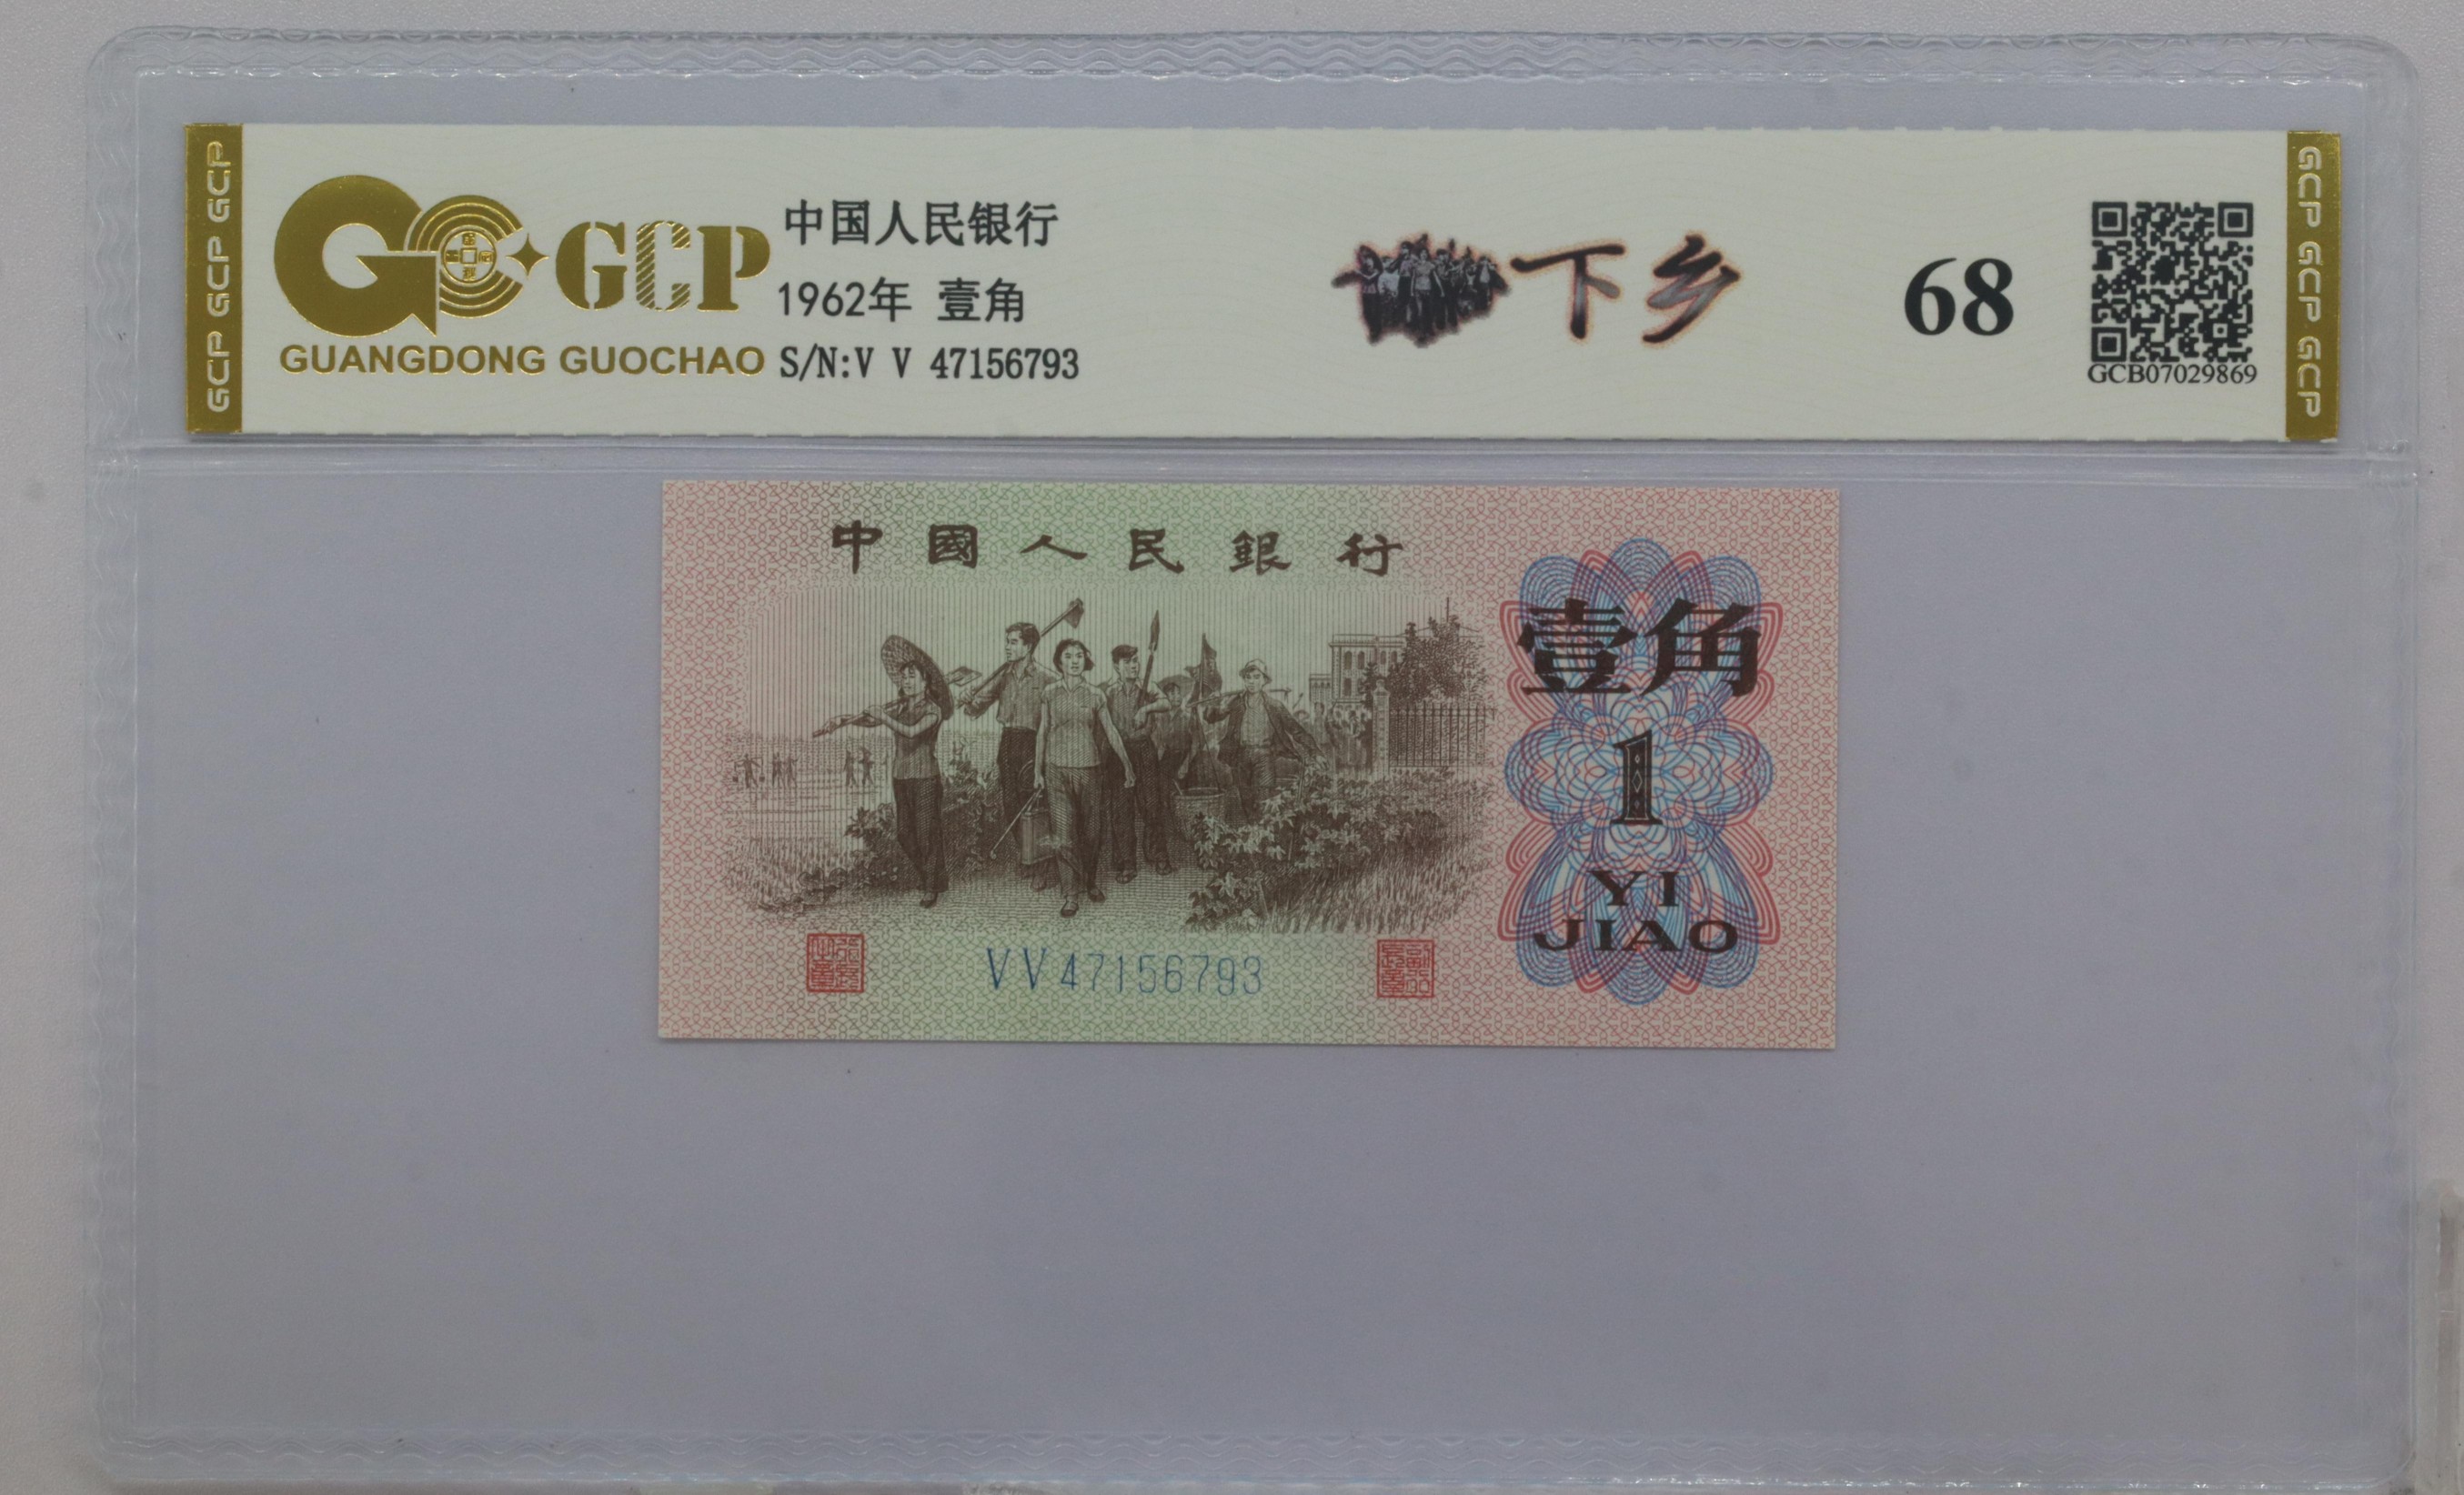 GCP GCP GCP
GCP
GUANGDONG GUOCHAO
中国人民银行
1962年 壹角
S/N:V V 47156793
下乡
68
GCB07029869
GCP GCP GCP
中國人民銀行
壹角
1
YI
JIAO
VV47156793